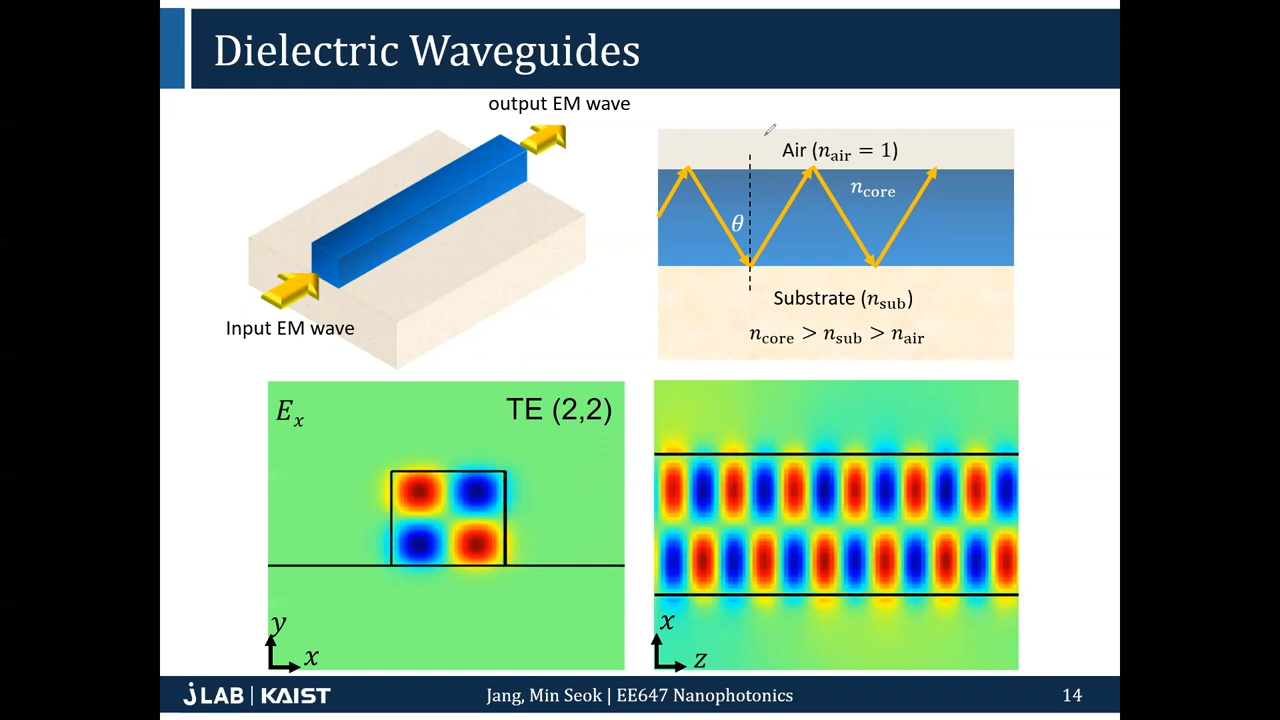 Dielectric Waveguides
output EM wave
Input EM wave
Air (n_air = 1)
n_core
θ
Substrate (n_sub)
n_core > n_sub > n_air
E_x
TE (2,2)
y
x
x
z
jLAB | KAIST
Jang, Min Seok | EE647 Nanophotonics
14